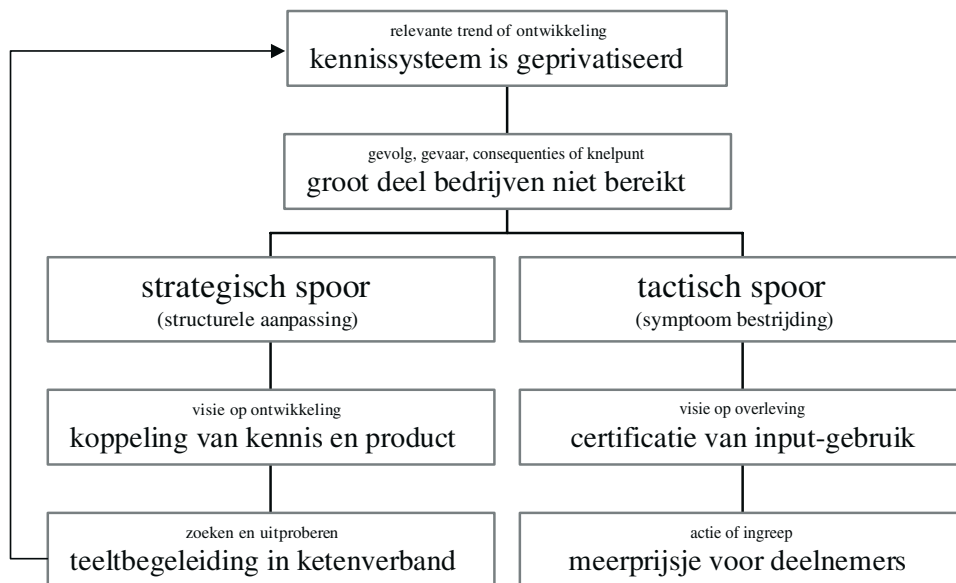 relevante trend of ontwikkeling
kennissysteem is geprivatiseerd
gevolg, gevaar, consequenties of knelpunt
groot deel bedrijven niet bereikt
strategisch spoor
(structurele aanpassing)
tactisch spoor
(symptoom bestrijding)
visie op ontwikkeling
koppeling van kennis en product
visie op overleving
certificatie van input-gebruik
zoeken en uitproberen
teeltbegeleiding in ketenverband
actie of ingreep
meerprijsje voor deelnemers